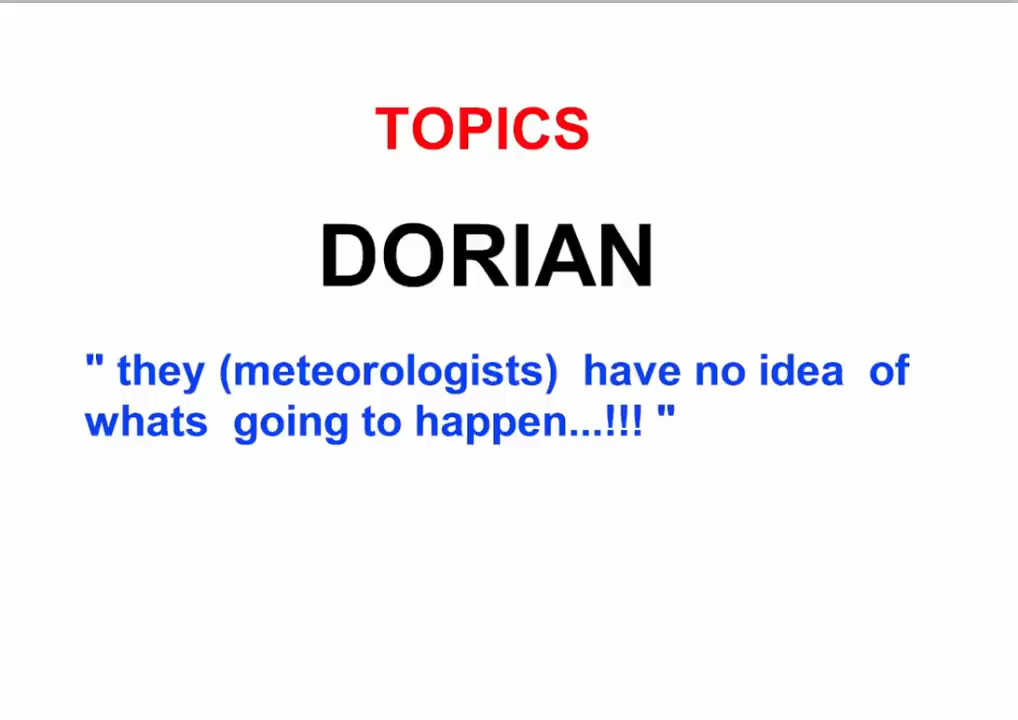 TOPICS
DORIAN
" they (meteorologists)  have no idea  of
whats  going to happen...!!! "